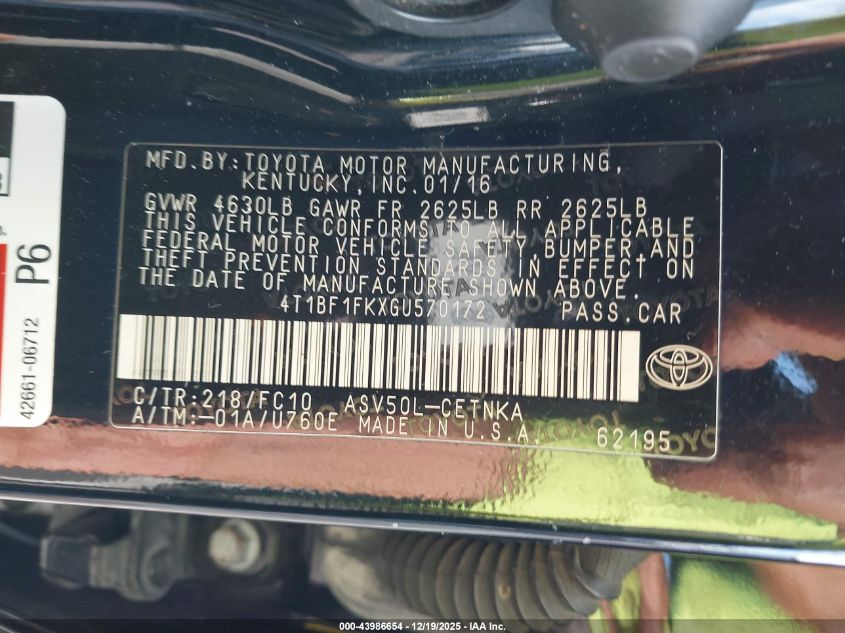 MFD.BY:TOYOTA MOTOR MANUFACTURING,
KENTUCKY,INC.01/16
GVWR 4630LB GAWR FR 2625LB RR 2625LB
THIS VEHICLE CONFORMS TO ALL APPLICABLE
FEDERAL MOTOR VEHICLE SAFETY,BUMPER,AND
THEFT PREVENTION STANDARDS IN EFFECT ON
THE DATE OF MANUFACTURE SHOWN ABOVE.
4T1BF1FKXGU570172 PASS.CAR
C/TR:218/FC10 ASV50L-CETNKA
A/TM:-01A/U760E MADE IN U.S.A. 62195
P6
42661-06712
000-43986654 - 12/19/2025 - IAA Inc.